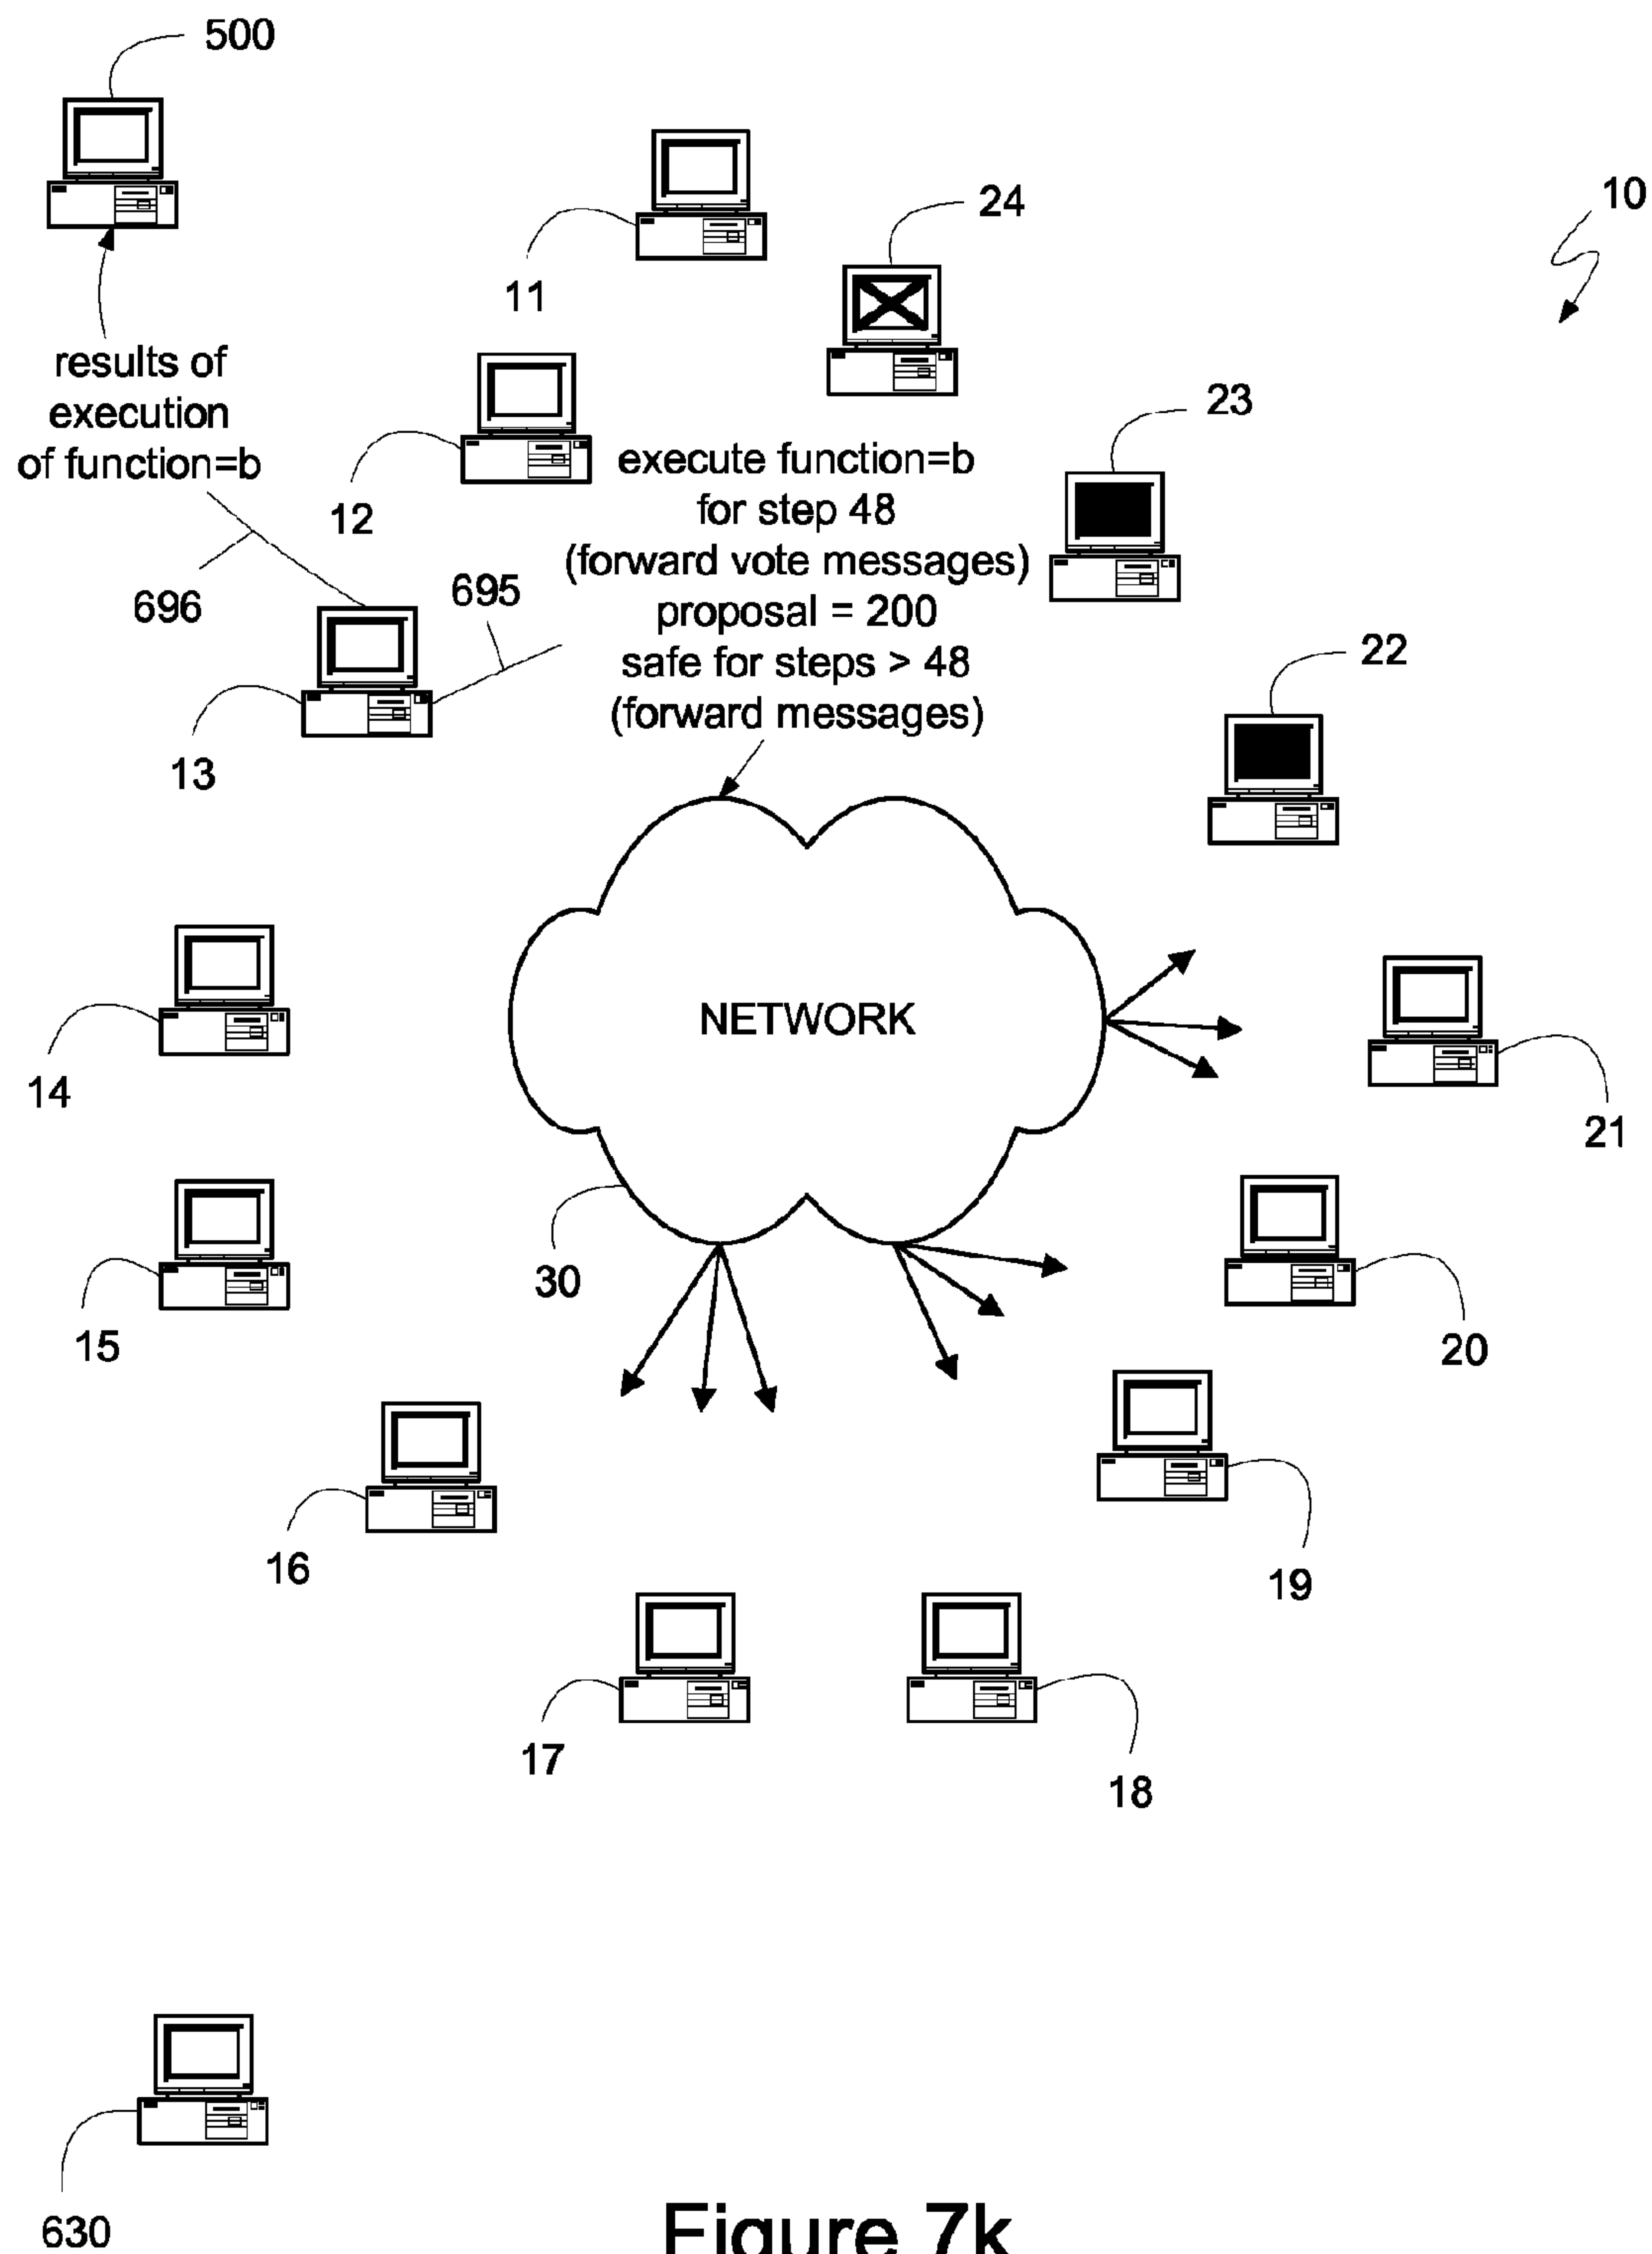 500
10
24
11
results of
execution
of function=b
23
12
execute function=b
for step 48
(forward vote messages)
proposal = 200
safe for steps > 48
(forward messages)
696
695
22
13
NETWORK
14
21
30
15
20
16
19
17
18
630
Figure 7k